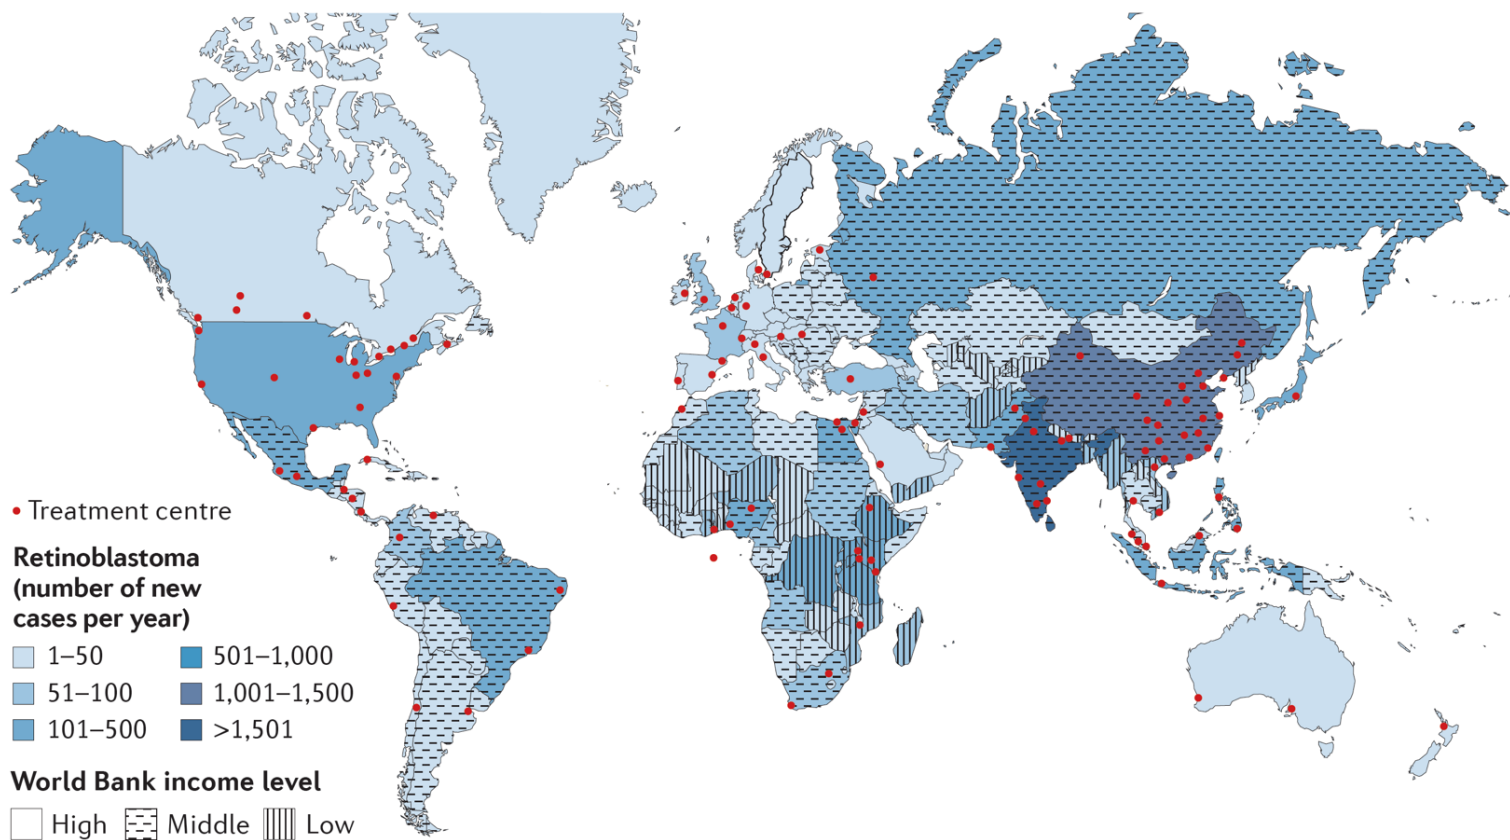 Treatment centre
Retinoblastoma
(number of new
cases per year)
1–50
501–1,000
51–100
1,001–1,500
101–500
>1,501
World Bank income level
High
Middle
Low